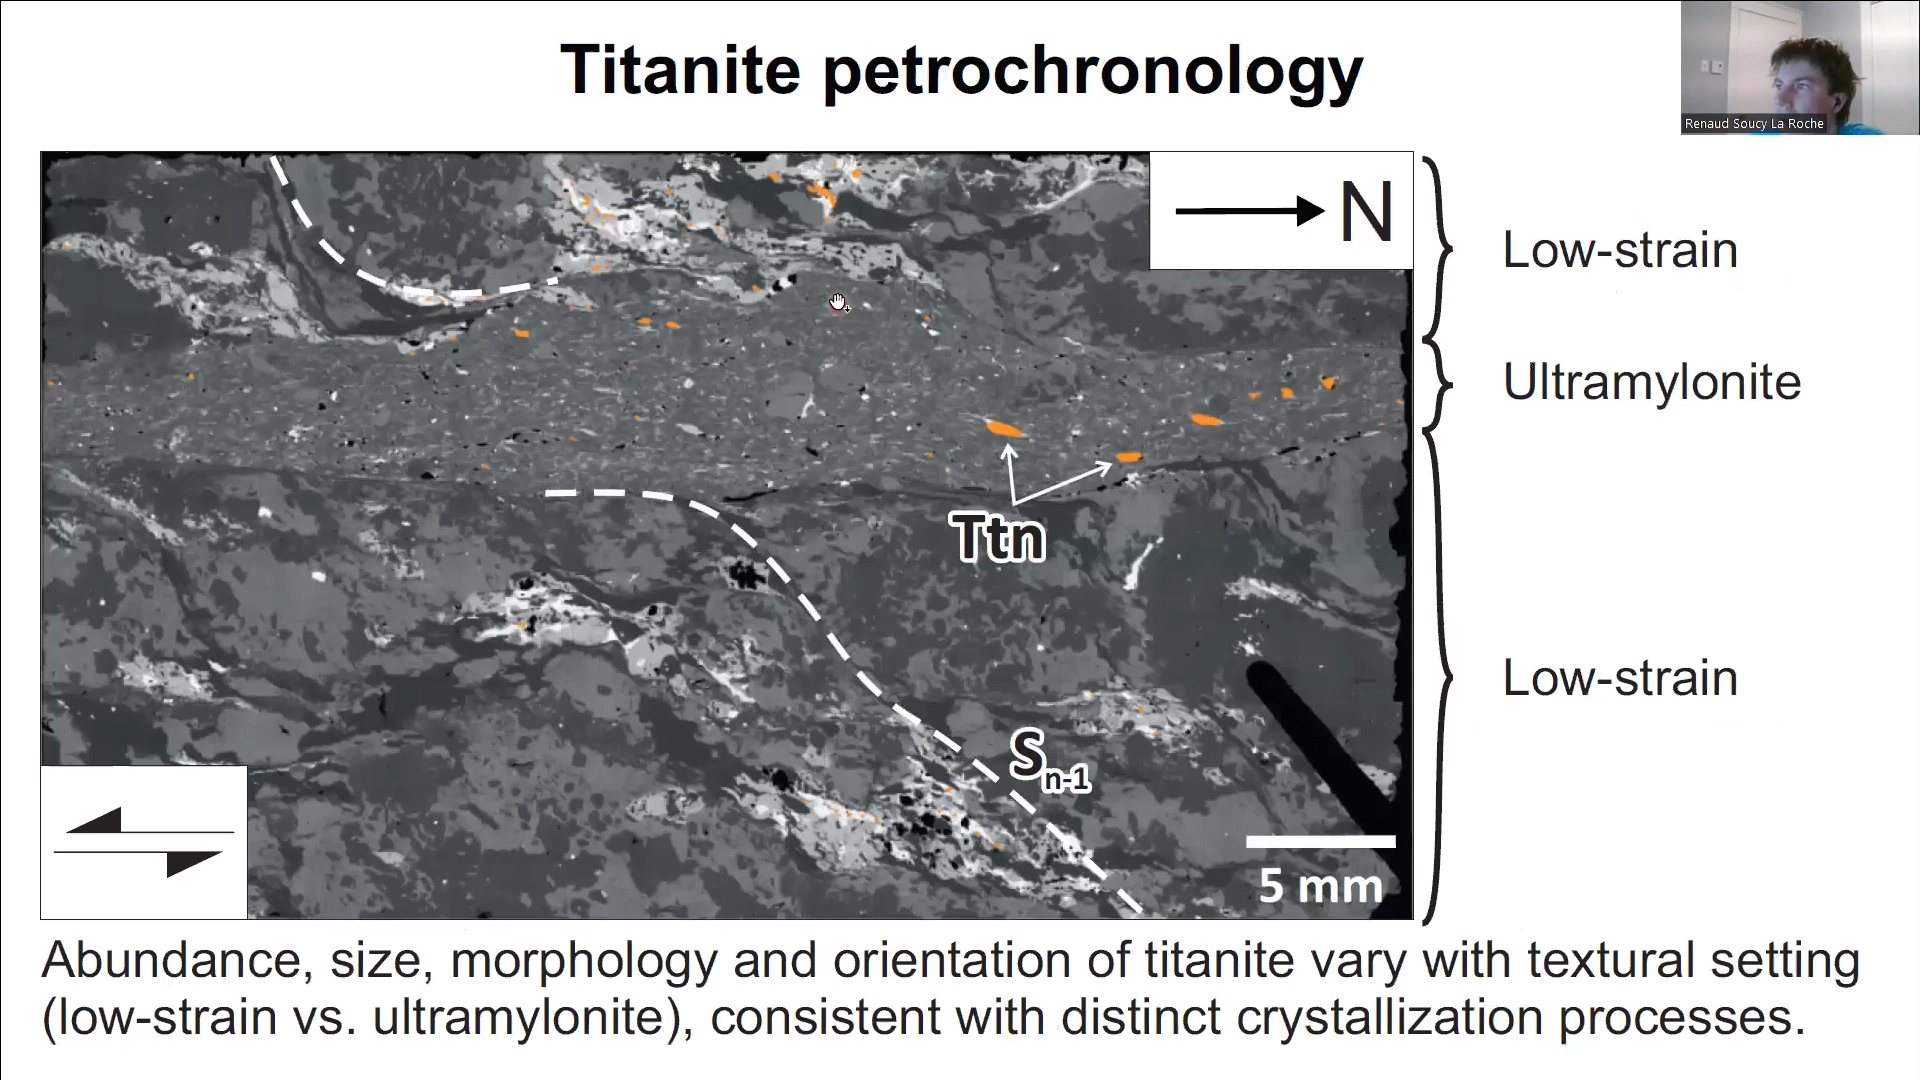 Titanite petrochronology
Renaud Soucy La Roche
N
Low-strain
Ultramylonite
Ttn
Low-strain
Sn-1
5 mm
Abundance, size, morphology and orientation of titanite vary with textural setting
(low-strain vs. ultramylonite), consistent with distinct crystallization processes.